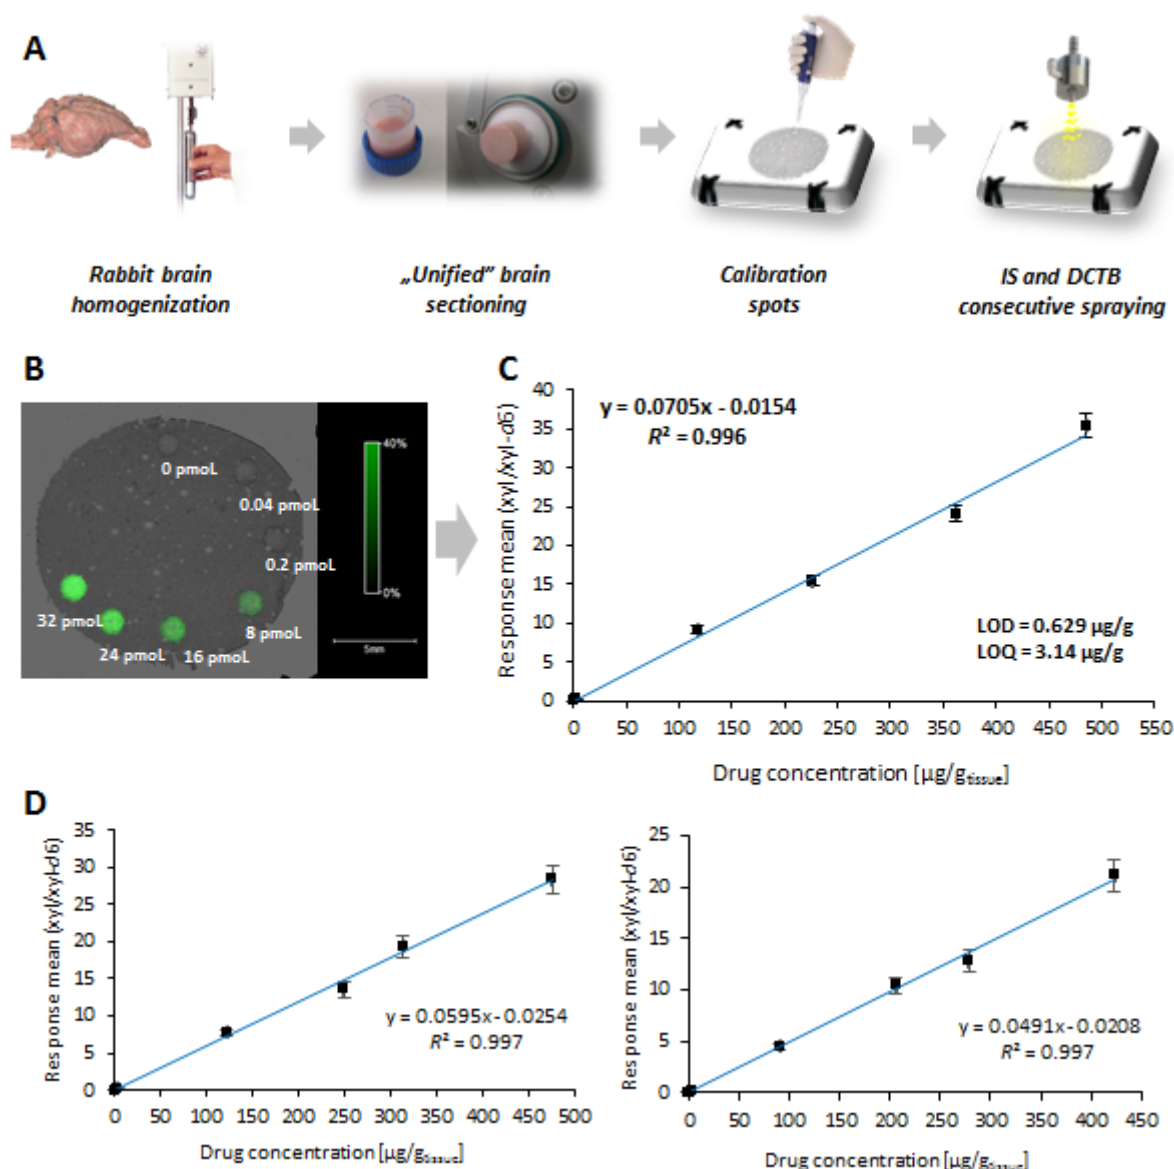 A
Rabbit brain
homogenization
„Unified” brain
sectioning
Calibration
spots
IS and DCTB
consecutive spraying
B
0 pmoL
0.04 pmoL
0.2 pmoL
8 pmoL
16 pmoL
24 pmoL
32 pmoL
40%
0%
5mm
C
y = 0.0705x - 0.0154
R² = 0.996
LOD = 0.629 µg/g
LOQ = 3.14 µg/g
Response mean (xyl/xyl-d6)
40
35
30
25
20
15
10
5
0
0 50 100 150 200 250 300 350 400 450 500 550
Drug concentration [µg/gtissue]
D
Response mean (xyl/xyl-d6)
35
30
25
20
15
10
5
0
y = 0.0595x - 0.0254
R² = 0.997
0 50 100 150 200 250 300 350 400 450 500
Drug concentration [µg/gtissue]
Response mean (xyl/xyl-d6)
25
20
15
10
5
0
y = 0.0491x - 0.0208
R² = 0.997
0 50 100 150 200 250 300 350 400 450
Drug concentration [µg/gtissue]